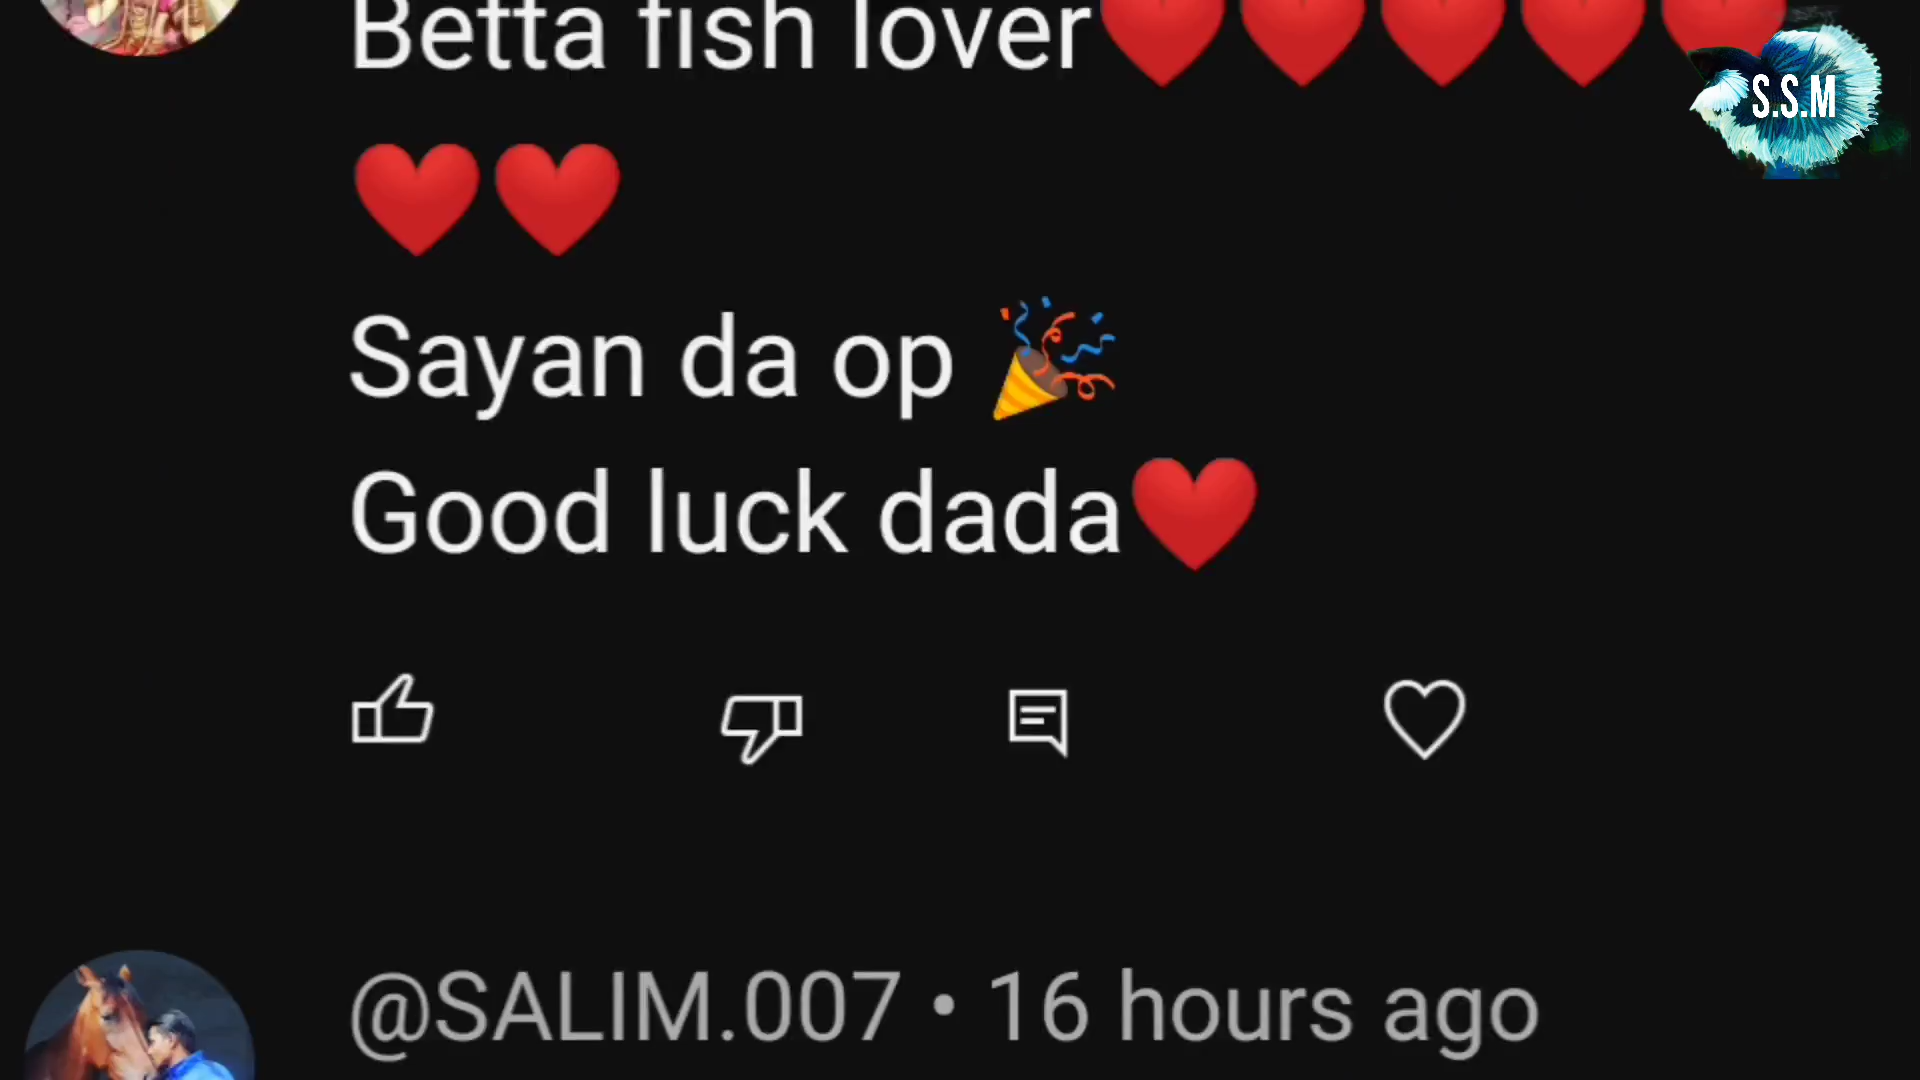 Betta fish lover❤️❤️❤️❤️❤️
❤️❤️
Sayan da op 🎉
Good luck dada❤️
@SALIM.007 • 16 hours ago
S.S.M